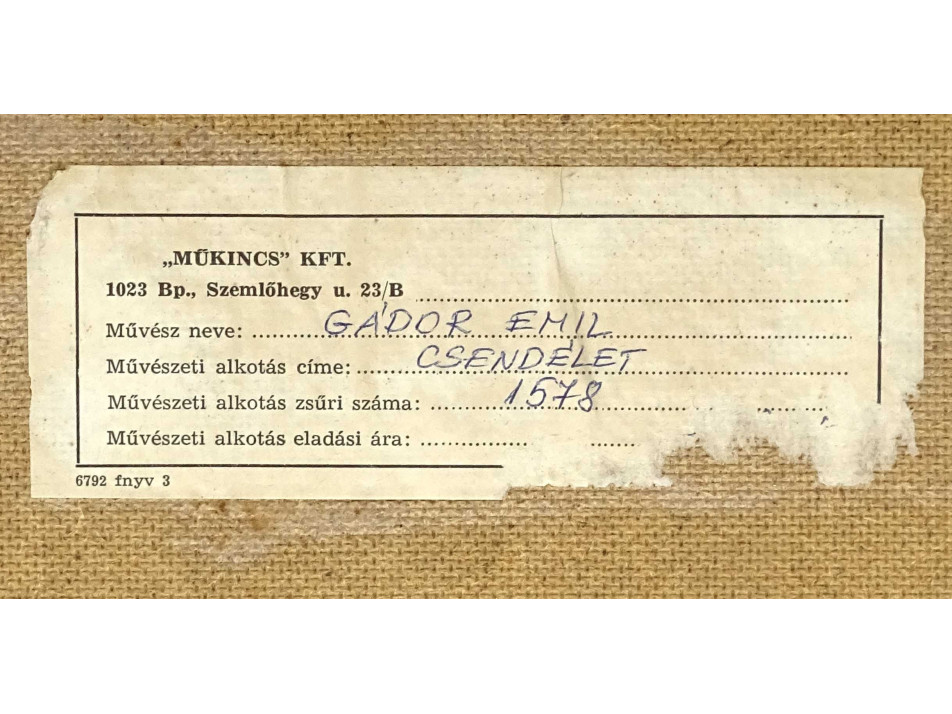 „MŰKINCS” KFT.
1023 Bp., Szemlőhegy u. 23/B
Művész neve: GÁDOR EMIL
Művészeti alkotás címe: CSENDÉLET
Művészeti alkotás zsűri száma: 1578
Művészeti alkotás eladási ára:
6792 fnyv 3